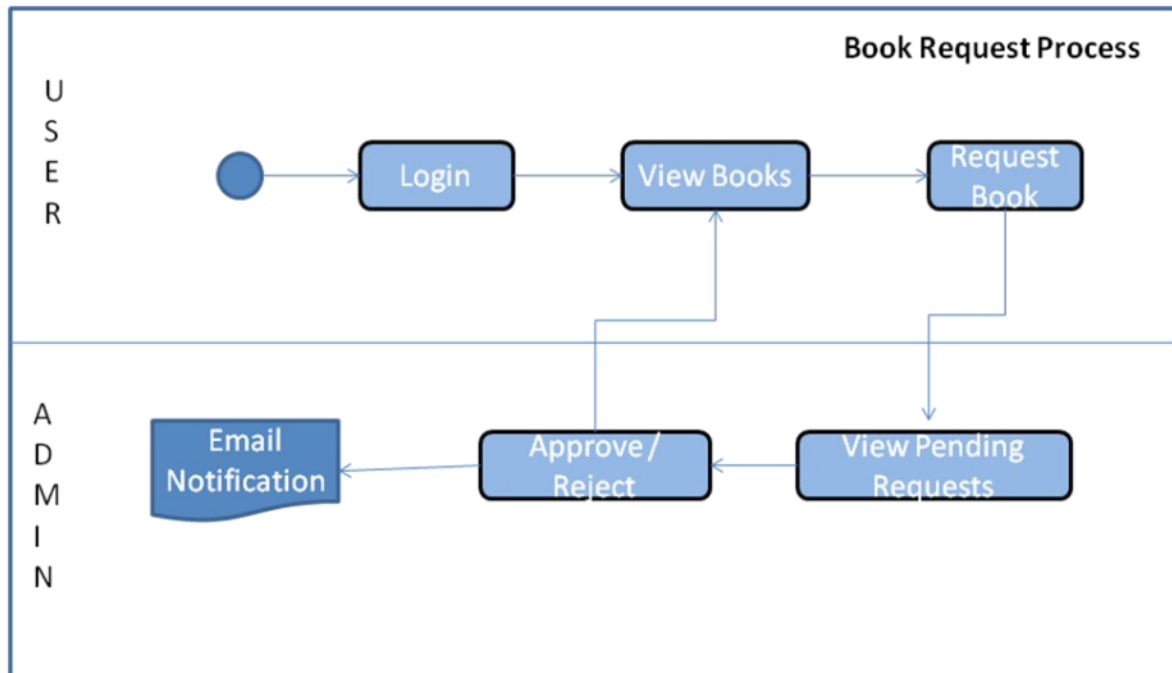 Book Request Process
U
S
E
R
Login
View Books
Request
Book
A
D
M
I
N
Email
Notification
Approve /
Reject
View Pending
Requests